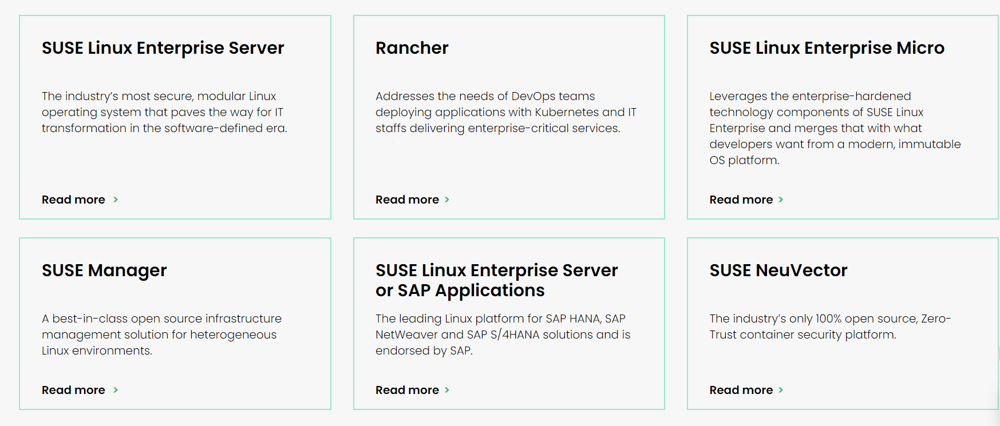 SUSE Linux Enterprise Server
The industry's most secure, modular Linux
operating system that paves the way for IT
transformation in the software-defined era.
Read more >
Rancher
Addresses the needs of DevOps teams
deploying applications with Kubernetes and IT
staffs delivering enterprise-critical services.
Read more >
SUSE Linux Enterprise Micro
Leverages the enterprise-hardened
technology components of SUSE Linux
Enterprise and merges that with what
developers want from a modern, immutable
OS platform.
Read more >
SUSE Manager
A best-in-class open source infrastructure
management solution for heterogeneous
Linux environments.
Read more >
SUSE Linux Enterprise Server
or SAP Applications
The leading Linux platform for SAP HANA, SAP
NetWeaver and SAP S/4HANA solutions and is
endorsed by SAP.
Read more >
SUSE NeuVector
The industry's only 100% open source, Zero-
Trust container security platform.
Read more >